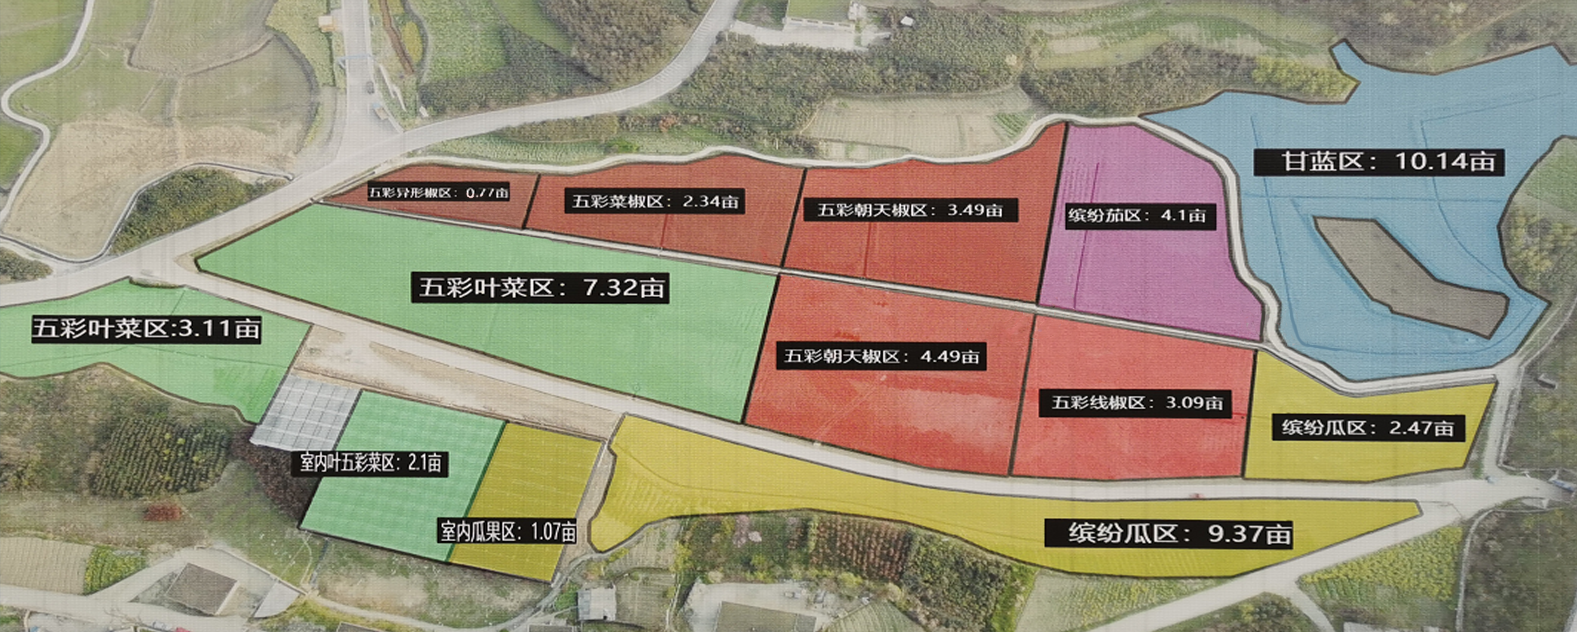 甘蓝区：10.14亩
五彩异形椒区：0.77亩
五彩菜椒区：2.34亩
五彩朝天椒区：3.49亩
缤纷茄区：4.1亩
五彩叶菜区：7.32亩
五彩叶菜区:3.11亩
五彩朝天椒区：4.49亩
五彩线椒区：3.09亩
缤纷瓜区：2.47亩
室内叶五彩菜区：2.1亩
室内瓜果区：1.07亩
缤纷瓜区：9.37亩